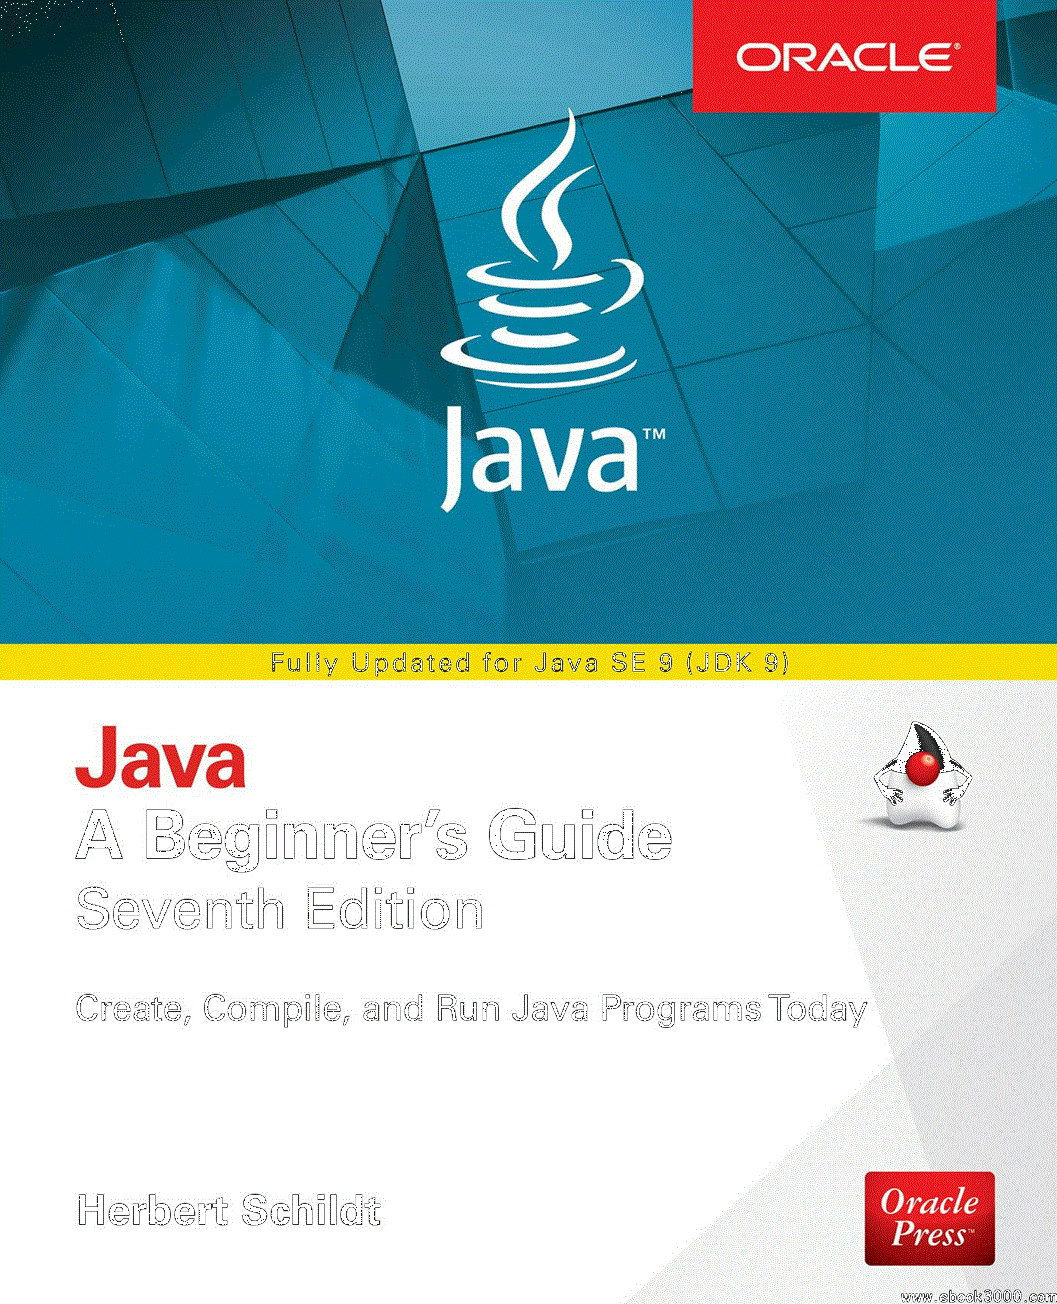 ORACLE®
Java™
Fully Updated for Java SE 9 (JDK 9)
Java
A Beginner's Guide
Seventh Edition
Create, Compile, and Run Java Programs Today
Herbert Schildt
Oracle
Press™
www.ebook3000.com